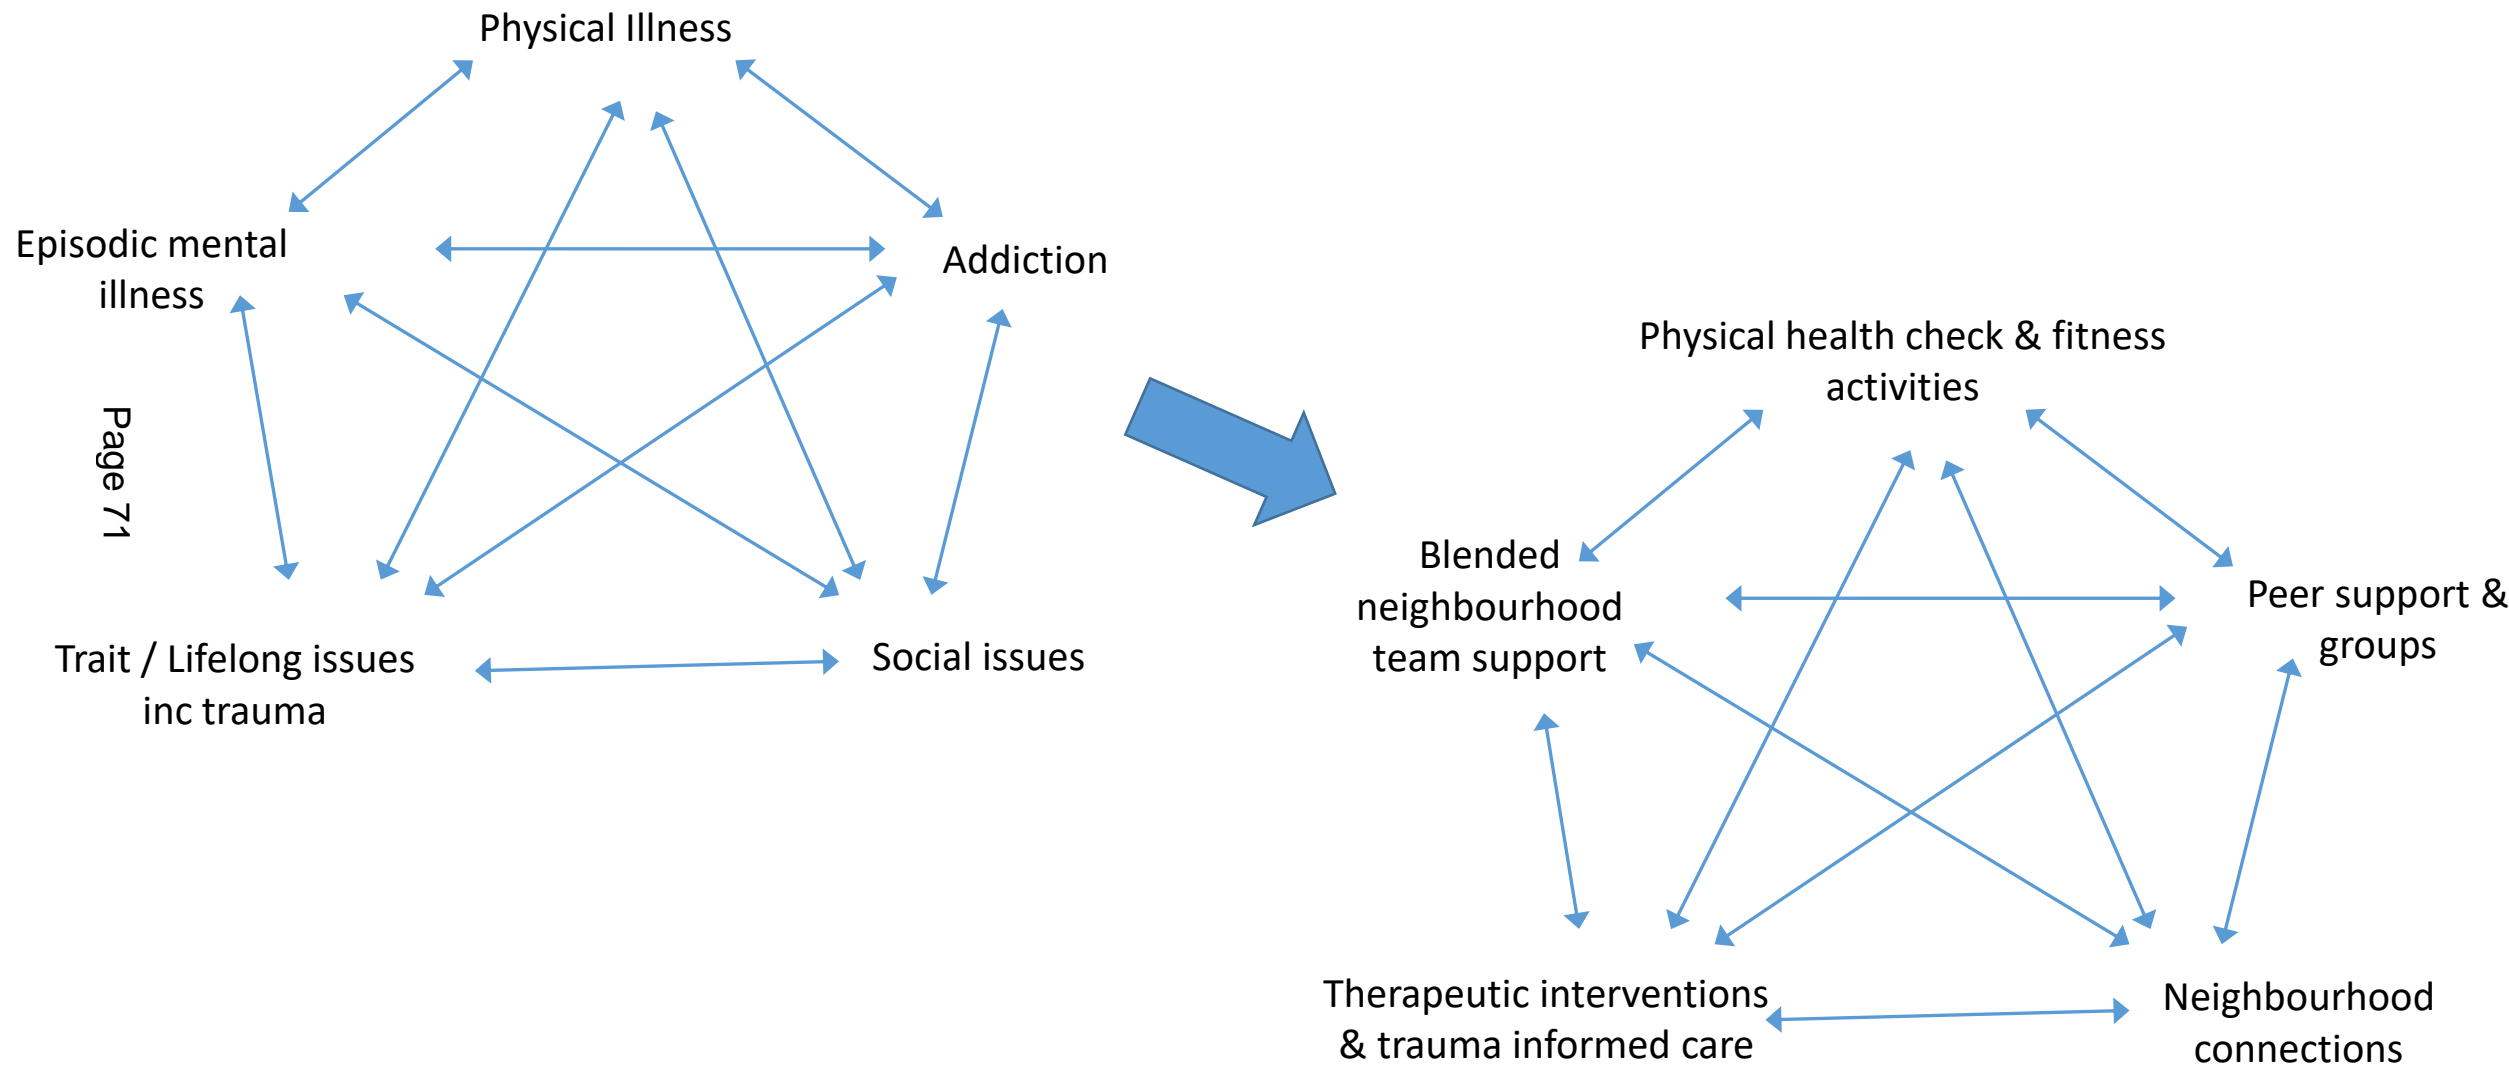 Physical Illness
Episodic mental
illness
Addiction
Page 71
Trait / Lifelong issues
inc trauma
Social issues
Physical health check & fitness
activities
Blended
neighbourhood
team support
Peer support &
groups
Therapeutic interventions
& trauma informed care
Neighbourhood
connections